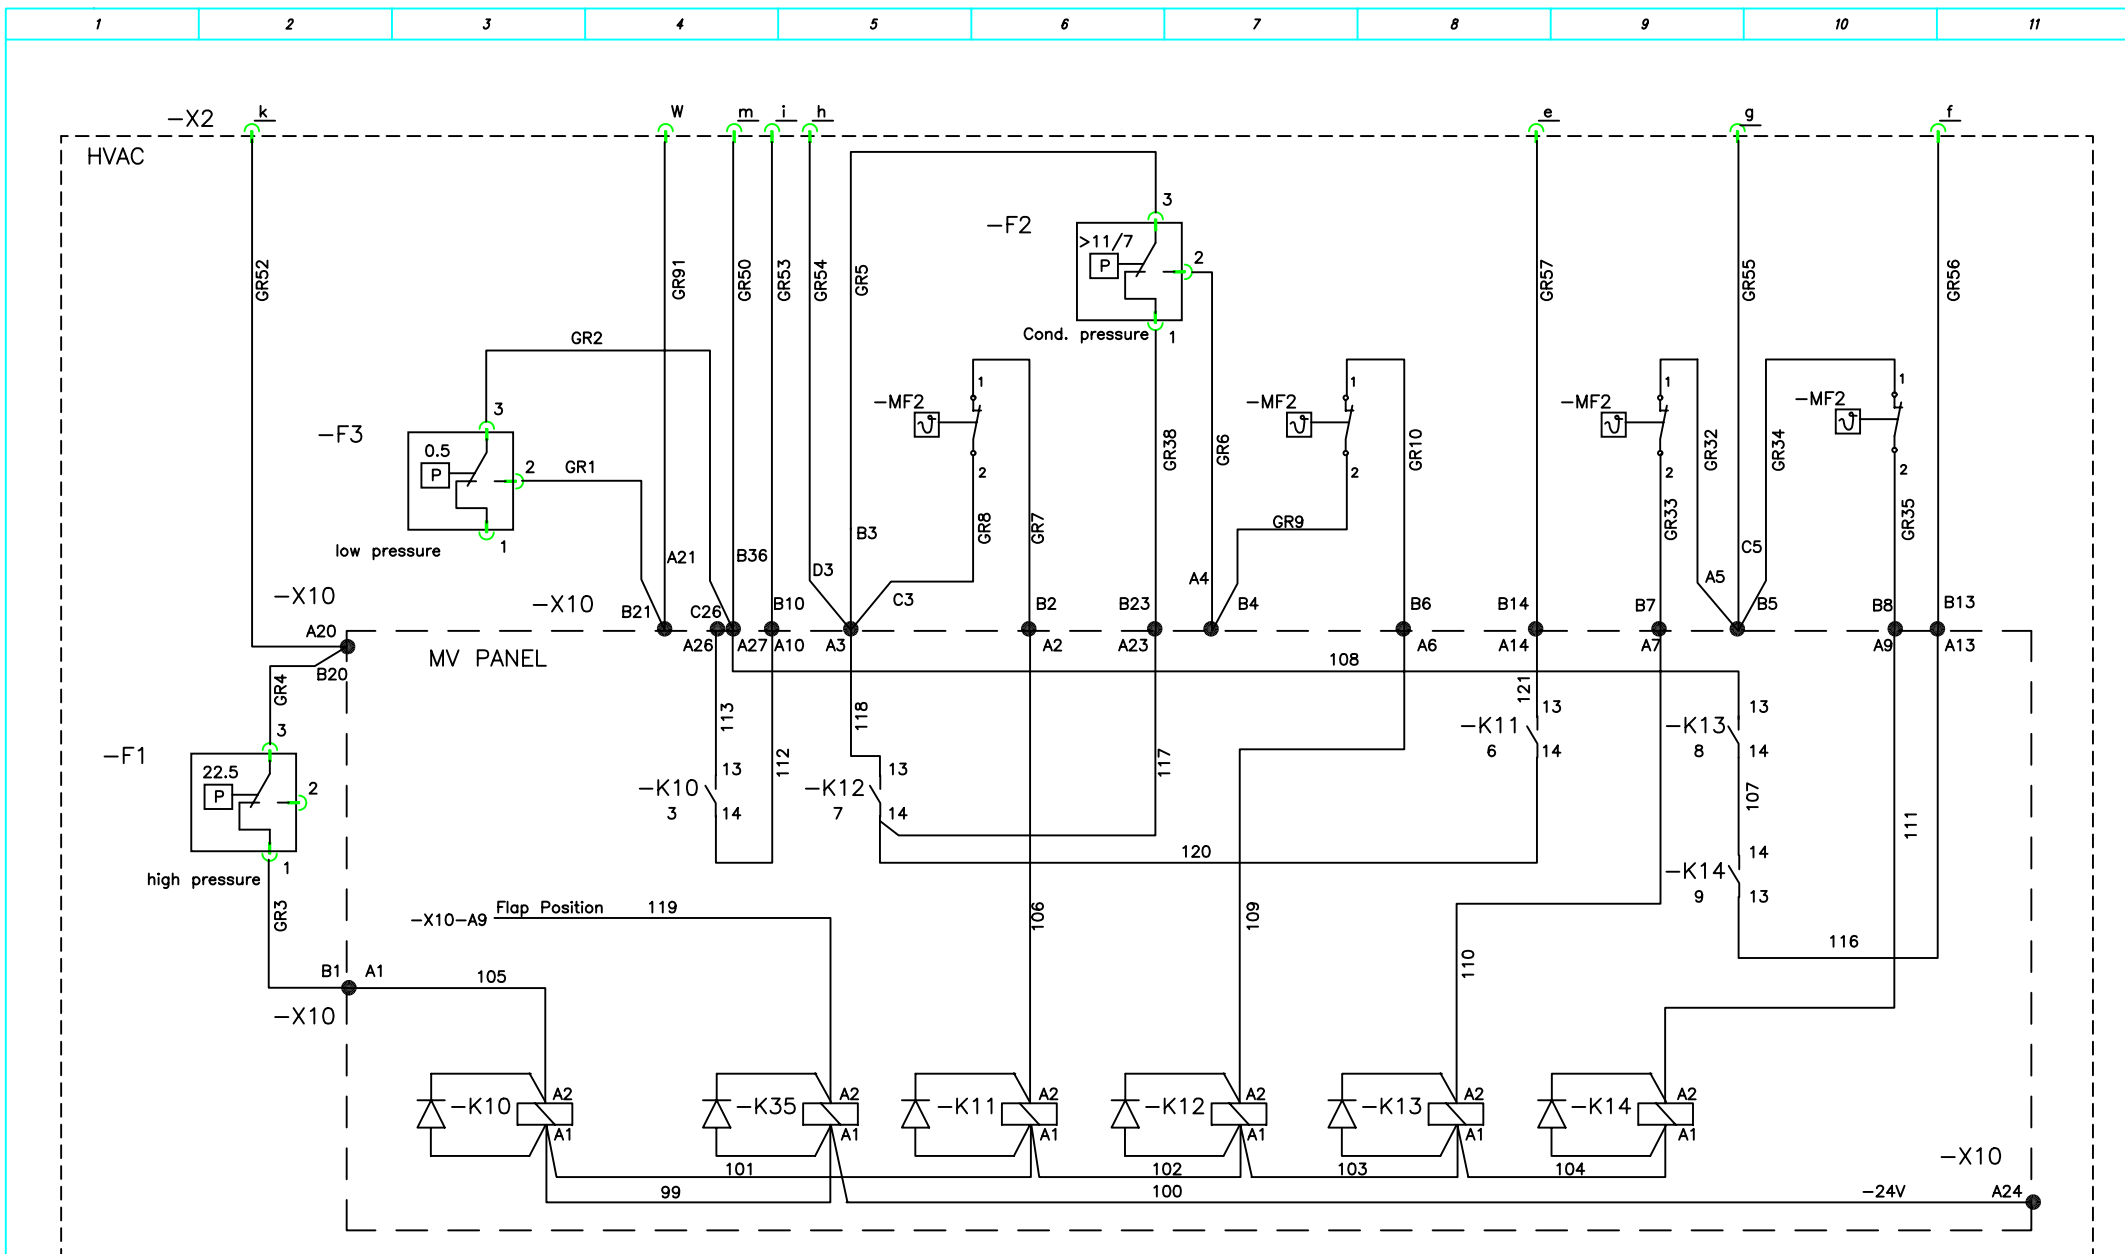 1 2 3 4 5 6 7 8 9 10 11
-X2 k W m i h e g f
HVAC
-F2 3
>11/7
P 2
GR52 GR91 GR50 GR53 GR54 GR5 GR57 GR55 GR56
Cond. pressure 1
GR2
-MF2 1 -MF2 1 -MF2 1 -MF2 1
3
-F3
0.5
P 2 GR1
GR38 GR6 GR10 GR32 GR34
2 2 2 2
GR8 GR7 GR9 GR33 GR35
low pressure 1
B3
A21 B36 D3 A4 A5 C5
-X10 -X10 B21 C26 B10 C3 B2 B23 B4 B6 B14 B7 B5 B8 B13
A20 A26 A27 A10 A3 A2 A23 A6 A14 A7 A9 A13
MV PANEL 108
B20
GR4
113 118 121
3
-F1
22.5
P 2
-K11 13
6 14
-K13 13
8 14
112 117
-K10 13
3 14
-K12 13
7 14
107 111
120
1
high pressure
-K14 14
9 13
GR3
-X10-A9 Flap Position 119
106 109 110
116
B1 A1 105
-X10
-K10 A2 -K35 A2 -K11 A2 -K12 A2 -K13 A2 -K14 A2
A1 A1 A1 A1 A1 A1
101 102 103 104
-X10
99 100 -24V A24